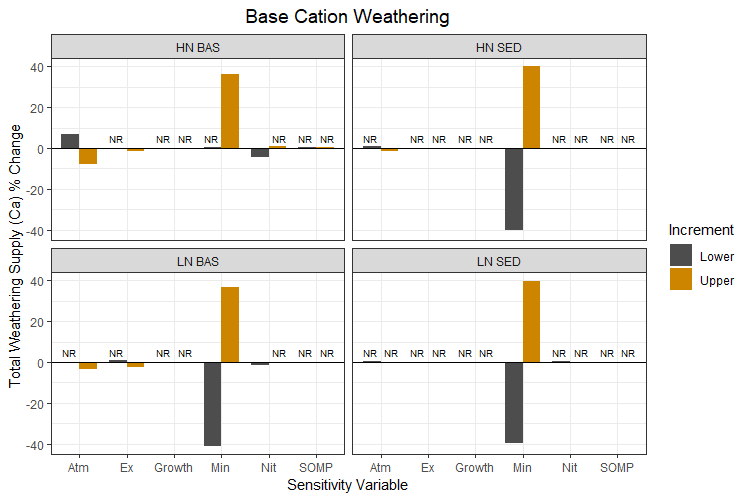 Base Cation Weathering
HN BAS
HN SED
40
20
0
-20
-40
NR NR NR NR NR NR
NR NR NR NR NR NR NR NR NR
LN BAS
LN SED
40
20
0
-20
-40
NR NR NR NR NR NR NR
NR NR NR NR NR NR NR NR NR NR
Atm Ex Growth Min Nit SOMP
Atm Ex Growth Min Nit SOMP
Sensitivity Variable
Total Weathering Supply (Ca) % Change
Increment
Lower
Upper